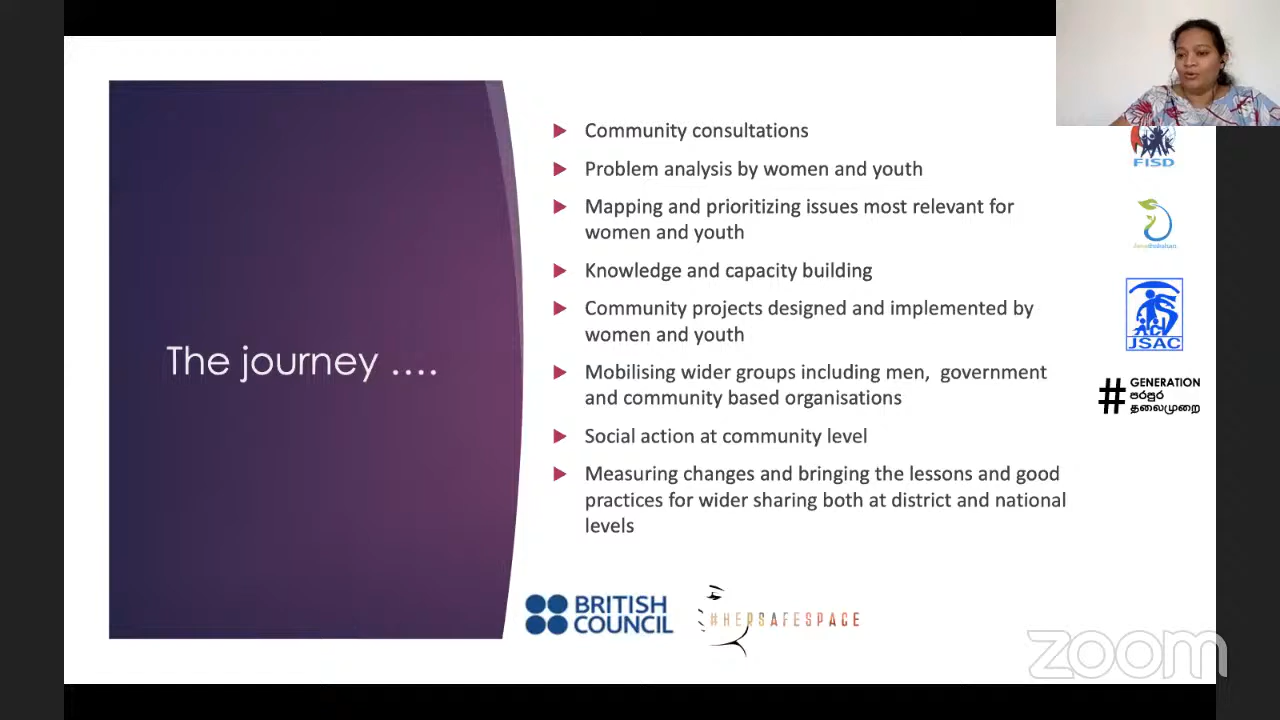 The journey ....
Community consultations
Problem analysis by women and youth
Mapping and prioritizing issues most relevant for
women and youth
Knowledge and capacity building
Community projects designed and implemented by
women and youth
Mobilising wider groups including men, government
and community based organisations
Social action at community level
Measuring changes and bringing the lessons and good
practices for wider sharing both at district and national
levels
FISD
JSAC
# GENERATION
පරපුර
தலைமுறை
BRITISH
COUNCIL
#HERSAFESPACE
zoom